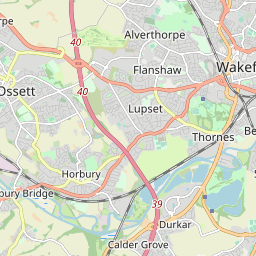 Alverthorpe
40
Flanshaw
Wakef
Ossett
40
Lupset
Thornes
Be
Horbury
bury Bridge
39
Durkar
Calder Grove